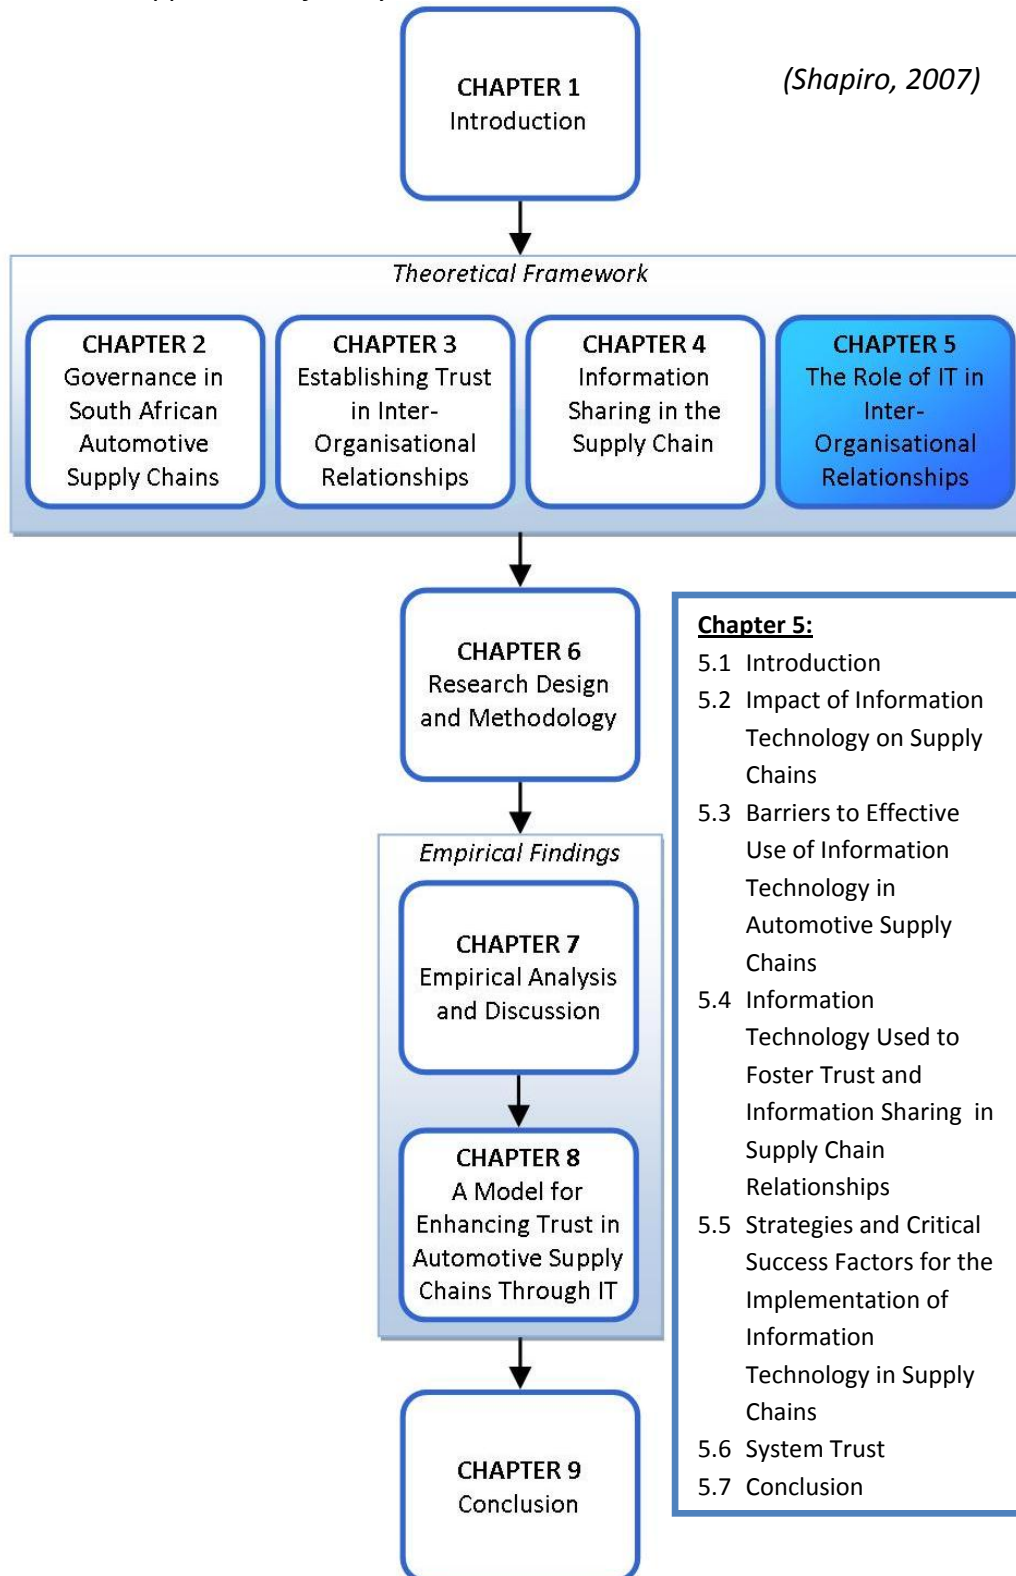 (Shapiro, 2007)
CHAPTER 1
Introduction
Theoretical Framework
CHAPTER 2
Governance in
South African
Automotive
Supply Chains
CHAPTER 3
Establishing Trust
in Inter-
Organisational
Relationships
CHAPTER 4
Information
Sharing in the
Supply Chain
CHAPTER 5
The Role of IT in
Inter-
Organisational
Relationships
CHAPTER 6
Research Design
and Methodology
Empirical Findings
CHAPTER 7
Empirical Analysis
and Discussion
CHAPTER 8
A Model for
Enhancing Trust in
Automotive Supply
Chains Through IT
CHAPTER 9
Conclusion
Chapter 5:
5.1 Introduction
5.2 Impact of Information
Technology on Supply
Chains
5.3 Barriers to Effective
Use of Information
Technology in
Automotive Supply
Chains
5.4 Information
Technology Used to
Foster Trust and
Information Sharing in
Supply Chain
Relationships
5.5 Strategies and Critical
Success Factors for the
Implementation of
Information
Technology in Supply
Chains
5.6 System Trust
5.7 Conclusion